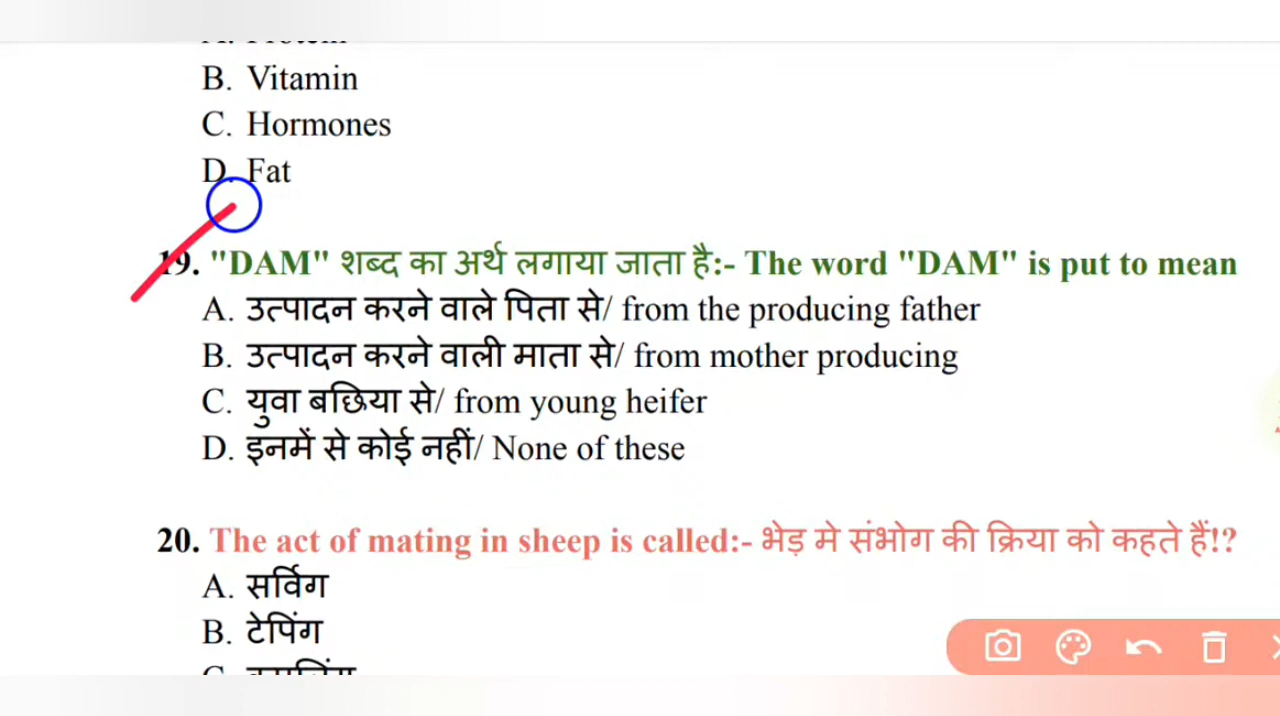 B. Vitamin
C. Hormones
D. Fat
19. "DAM" शब्द का अर्थ लगाया जाता है:- The word "DAM" is put to mean
A. उत्पादन करने वाले पिता से/ from the producing father
B. उत्पादन करने वाली माता से/ from mother producing
C. युवा बछिया से/ from young heifer
D. इनमें से कोई नहीं/ None of these
20. The act of mating in sheep is called:- भेड़ मे संभोग की क्रिया को कहते हैं!?
A. सर्विग
B. टेपिंग